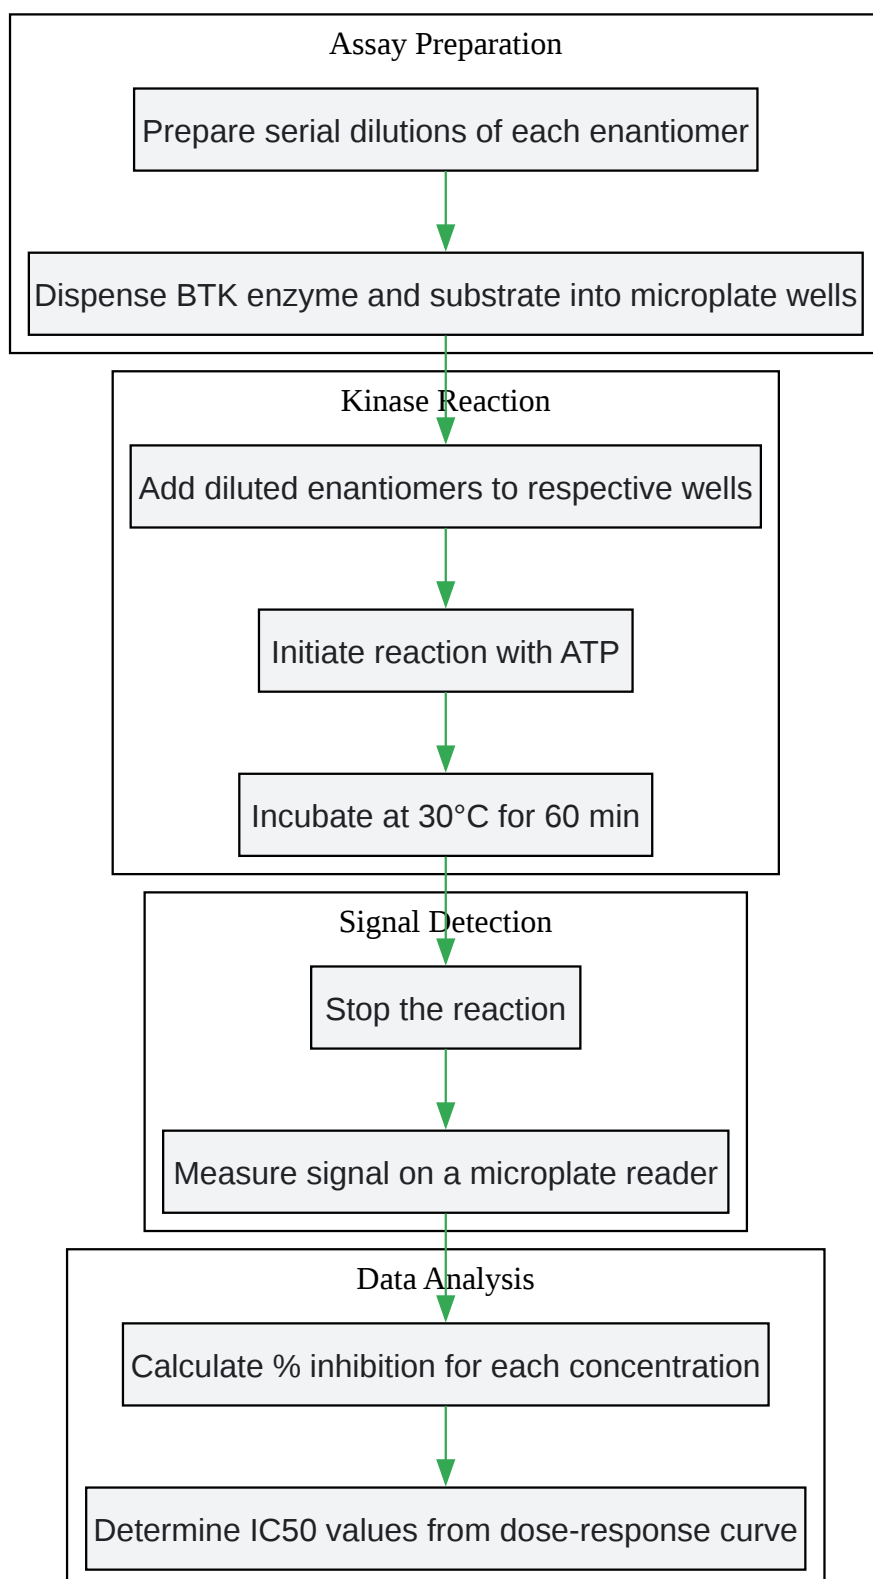 Assay Preparation
Prepare serial dilutions of each enantiomer
Dispense BTK enzyme and substrate into microplate wells
Kinase Reaction
Add diluted enantiomers to respective wells
Initiate reaction with ATP
Incubate at 30°C for 60 min
Signal Detection
Stop the reaction
Measure signal on a microplate reader
Data Analysis
Calculate % inhibition for each concentration
Determine IC50 values from dose-response curve